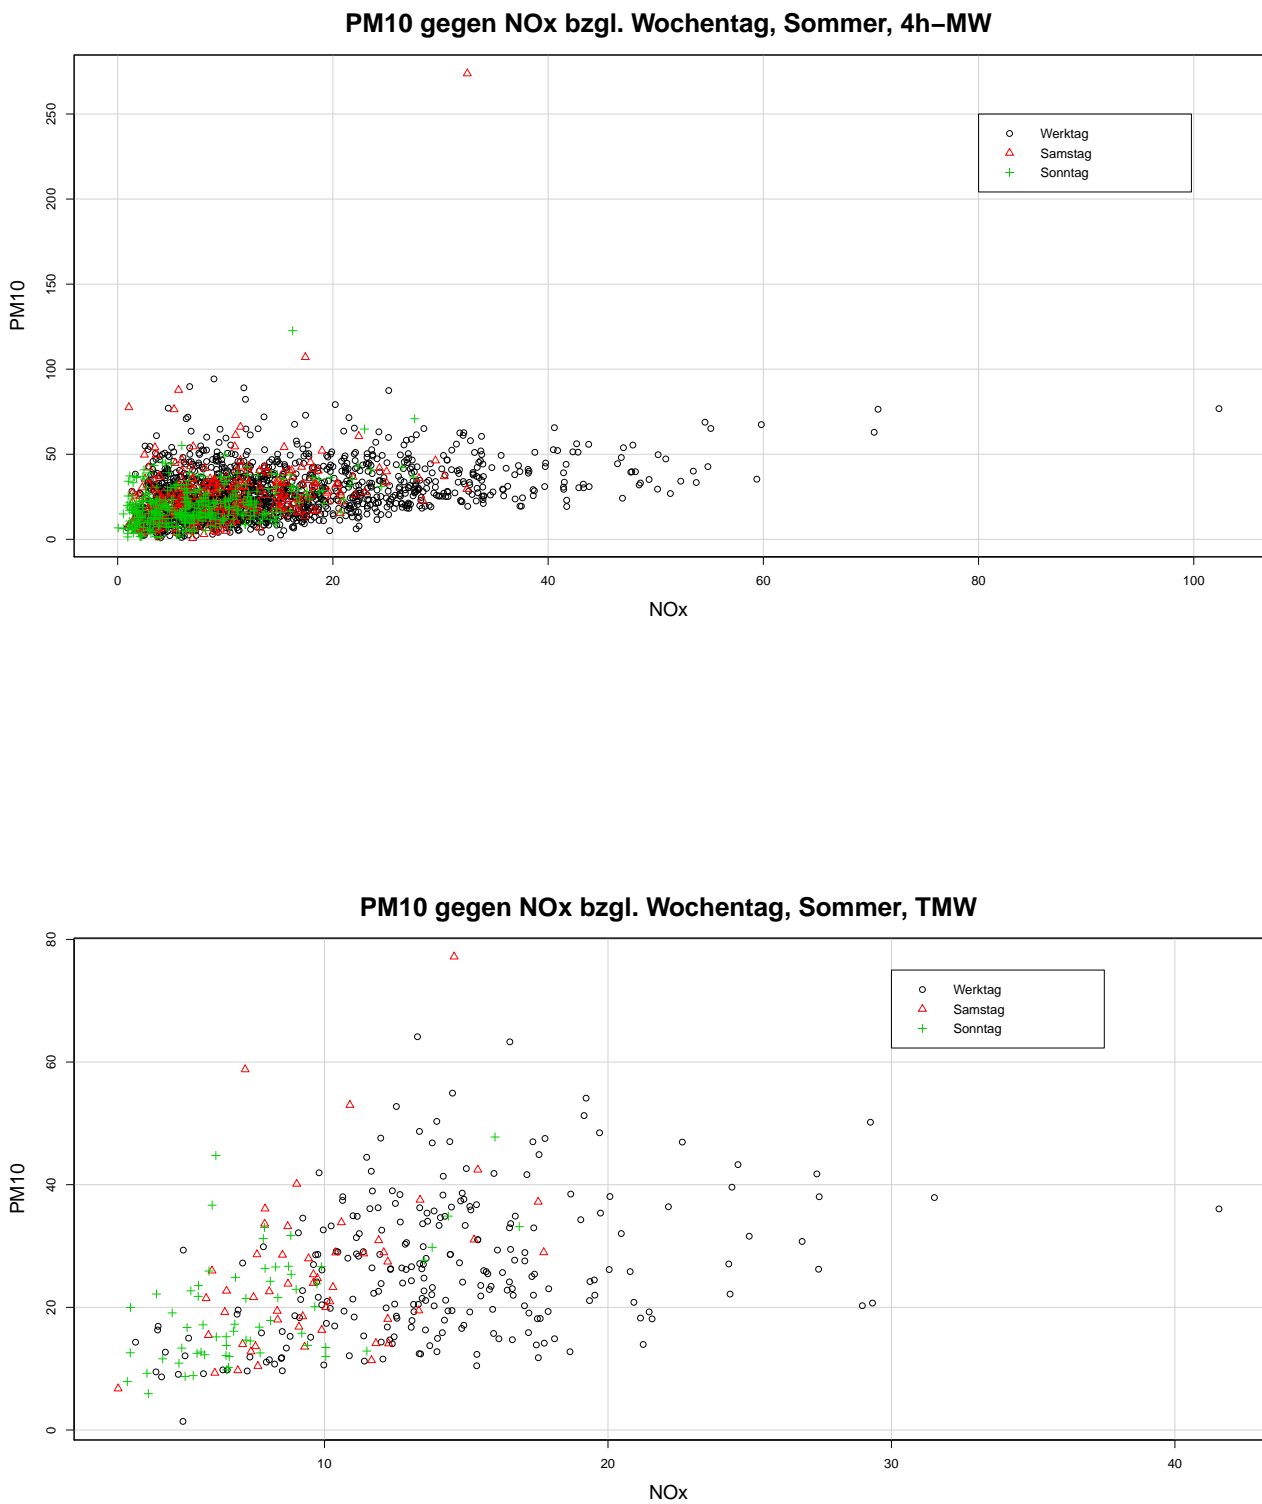 PM10 gegen NOx bzgl. Wochentag, Sommer, 4h−MW
250
200
150
100
50
0
PM10
Werktag
Samstag
Sonntag
0 20 40 60 80 100
NOx
PM10 gegen NOx bzgl. Wochentag, Sommer, TMW
80
60
40
20
0
PM10
Werktag
Samstag
Sonntag
10 20 30 40
NOx